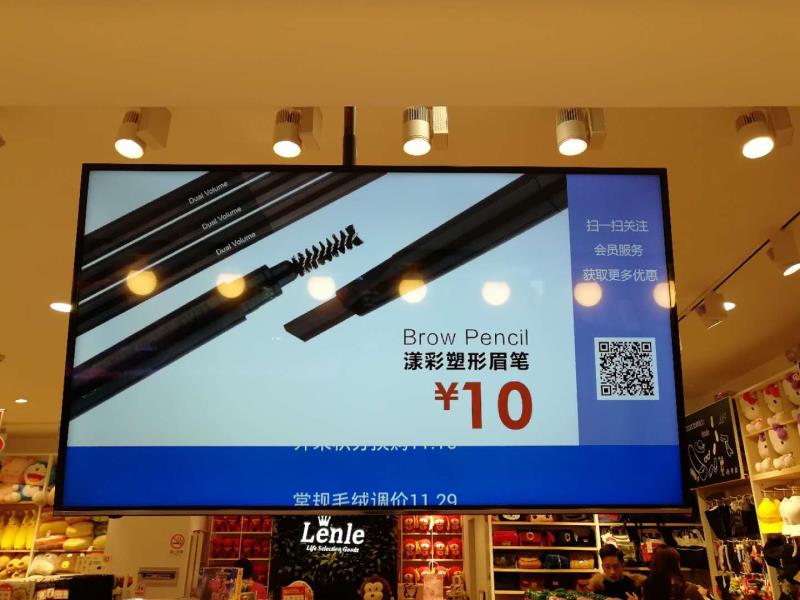 Dual Volume
Dual Volume
Dual Volume
Brow Pencil
漾彩塑形眉笔
¥10
扫一扫关注
会员服务
获取更多优惠
常规毛绒调价11.29
Lenle
Life Selection Goods